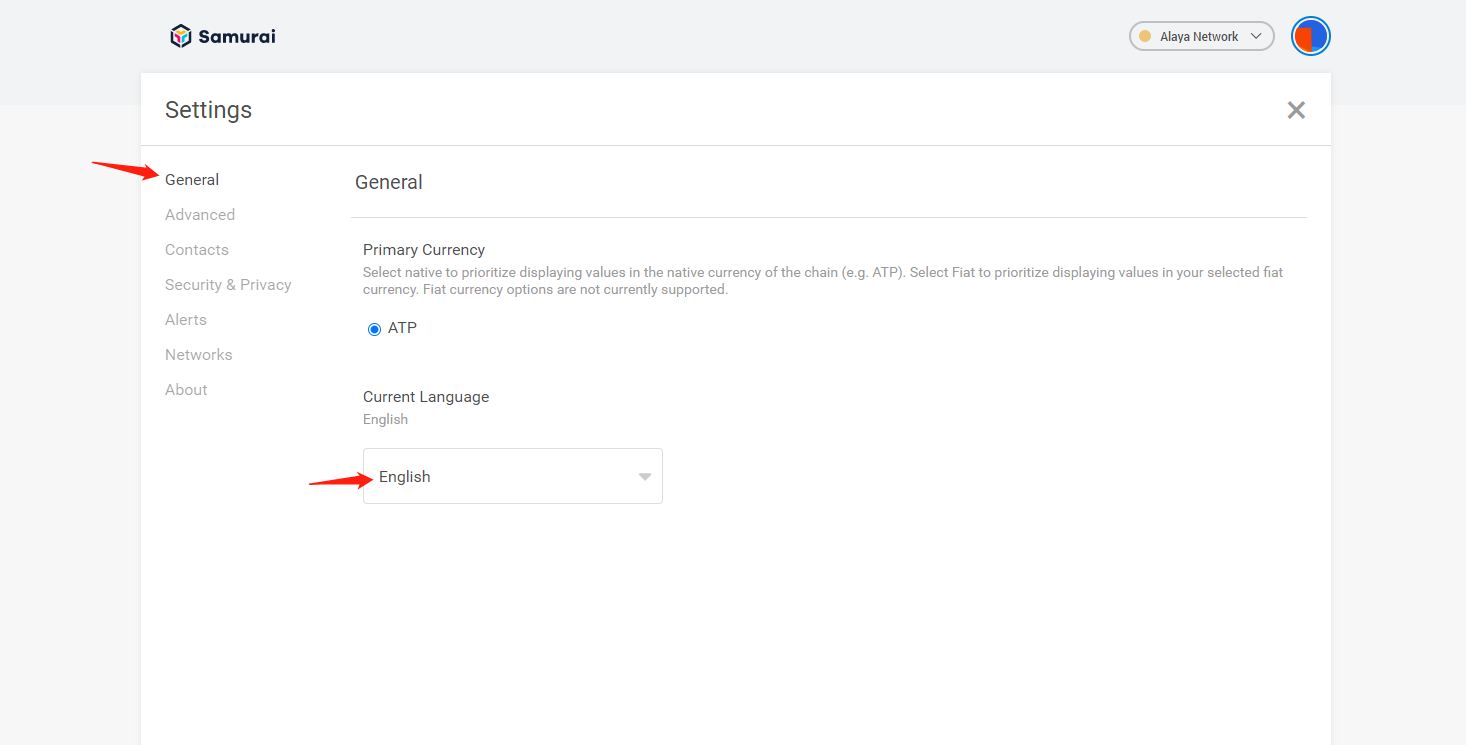 Samurai
Alaya Network
Settings
General
Advanced
Contacts
Security & Privacy
Alerts
Networks
About
General
Primary Currency
Select native to prioritize displaying values in the native currency of the chain (e.g. ATP). Select Fiat to prioritize displaying values in your selected fiat
currency. Fiat currency options are not currently supported.
ATP
Current Language
English
English